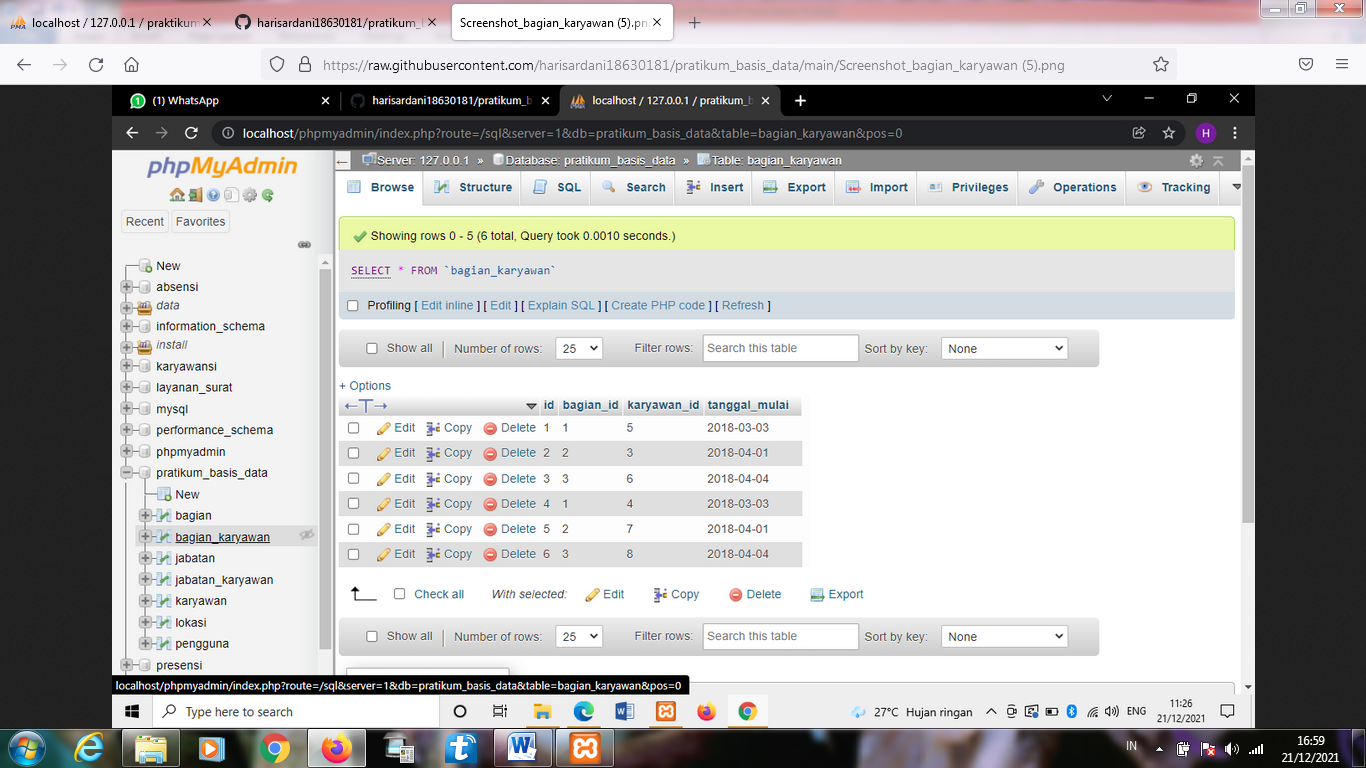 localhost / 127.0.0.1 / praktikum
harisardani18630181/pratikum_b
Screenshot_bagian_karyawan (5).pn
https://raw.githubusercontent.com/harisardani18630181/pratikum_basis_data/main/Screenshot_bagian_karyawan (5).png
(1) WhatsApp
harisardani18630181/pratikum_b
localhost / 127.0.0.1 / pratikum_b
localhost/phpmyadmin/index.php?route=/sql&server=1&db=pratikum_basis_data&table=bagian_karyawan&pos=0
H
phpMyAdmin
Recent
Favorites
New
absensi
data
information_schema
install
karyawansi
layanan_surat
mysql
performance_schema
phpmyadmin
pratikum_basis_data
New
bagian
bagian_karyawan
jabatan
jabatan_karyawan
karyawan
lokasi
pengguna
presensi
Server: 127.0.0.1 » Database: pratikum_basis_data » Table: bagian_karyawan
Browse Structure SQL Search Insert Export Import Privileges Operations Tracking
Showing rows 0 - 5 (6 total, Query took 0.0010 seconds.)
SELECT * FROM `bagian_karyawan`
Profiling [ Edit inline ] [ Edit ] [ Explain SQL ] [ Create PHP code ] [ Refresh ]
Show all Number of rows: 25 Filter rows: Search this table Sort by key: None
+ Options
id bagian_id karyawan_id tanggal_mulai
Edit Copy Delete 1 1 5 2018-03-03
Edit Copy Delete 2 2 3 2018-04-01
Edit Copy Delete 3 3 6 2018-04-04
Edit Copy Delete 4 1 4 2018-03-03
Edit Copy Delete 5 2 7 2018-04-01
Edit Copy Delete 6 3 8 2018-04-04
Check all With selected: Edit Copy Delete Export
Show all Number of rows: 25 Filter rows: Search this table Sort by key: None
localhost/phpmyadmin/index.php?route=/sql&server=1&db=pratikum_basis_data&table=bagian_karyawan&pos=0
Type here to search
27°C Hujan ringan
ENG
11:26
21/12/2021
IN
16:59
21/12/2021